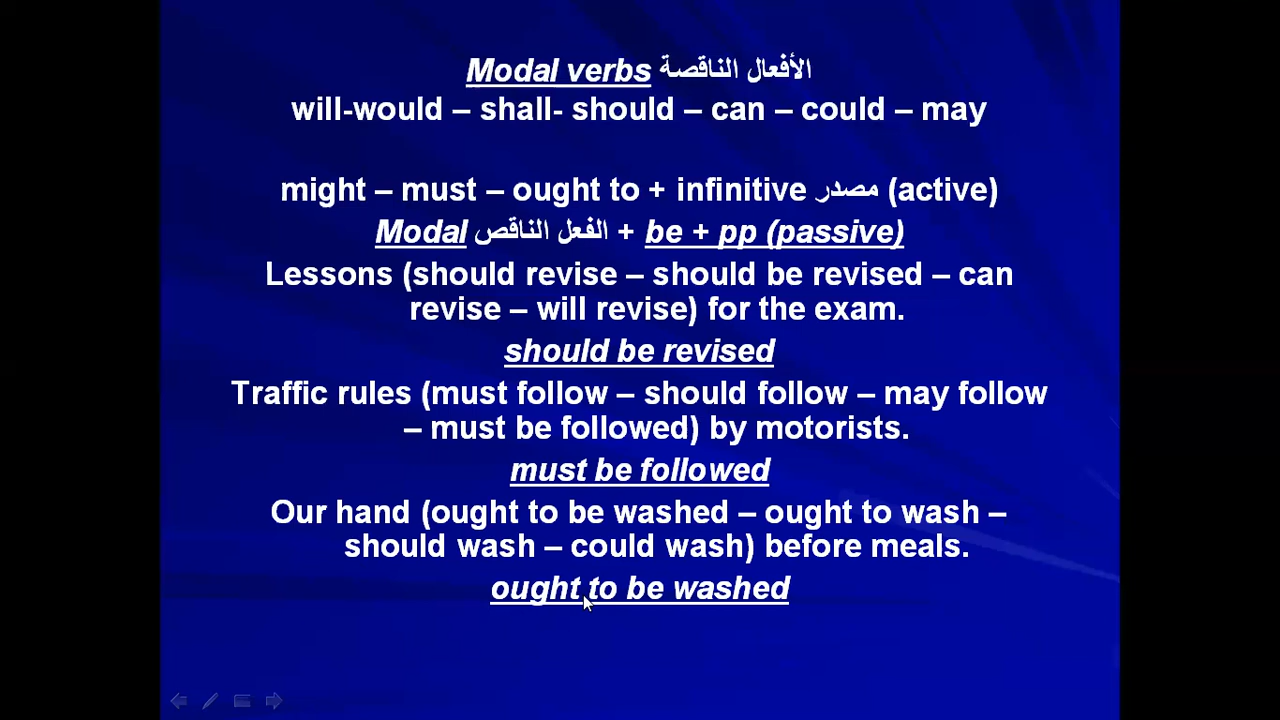 Modal verbs الأفعال الناقصة
will-would – shall- should – can – could – may
might – must – ought to + infinitive مصدر (active)
Modal الفعل الناقص + be + pp (passive)
Lessons (should revise – should be revised – can
revise – will revise) for the exam.
should be revised
Traffic rules (must follow – should follow – may follow
– must be followed) by motorists.
must be followed
Our hand (ought to be washed – ought to wash –
should wash – could wash) before meals.
ought to be washed